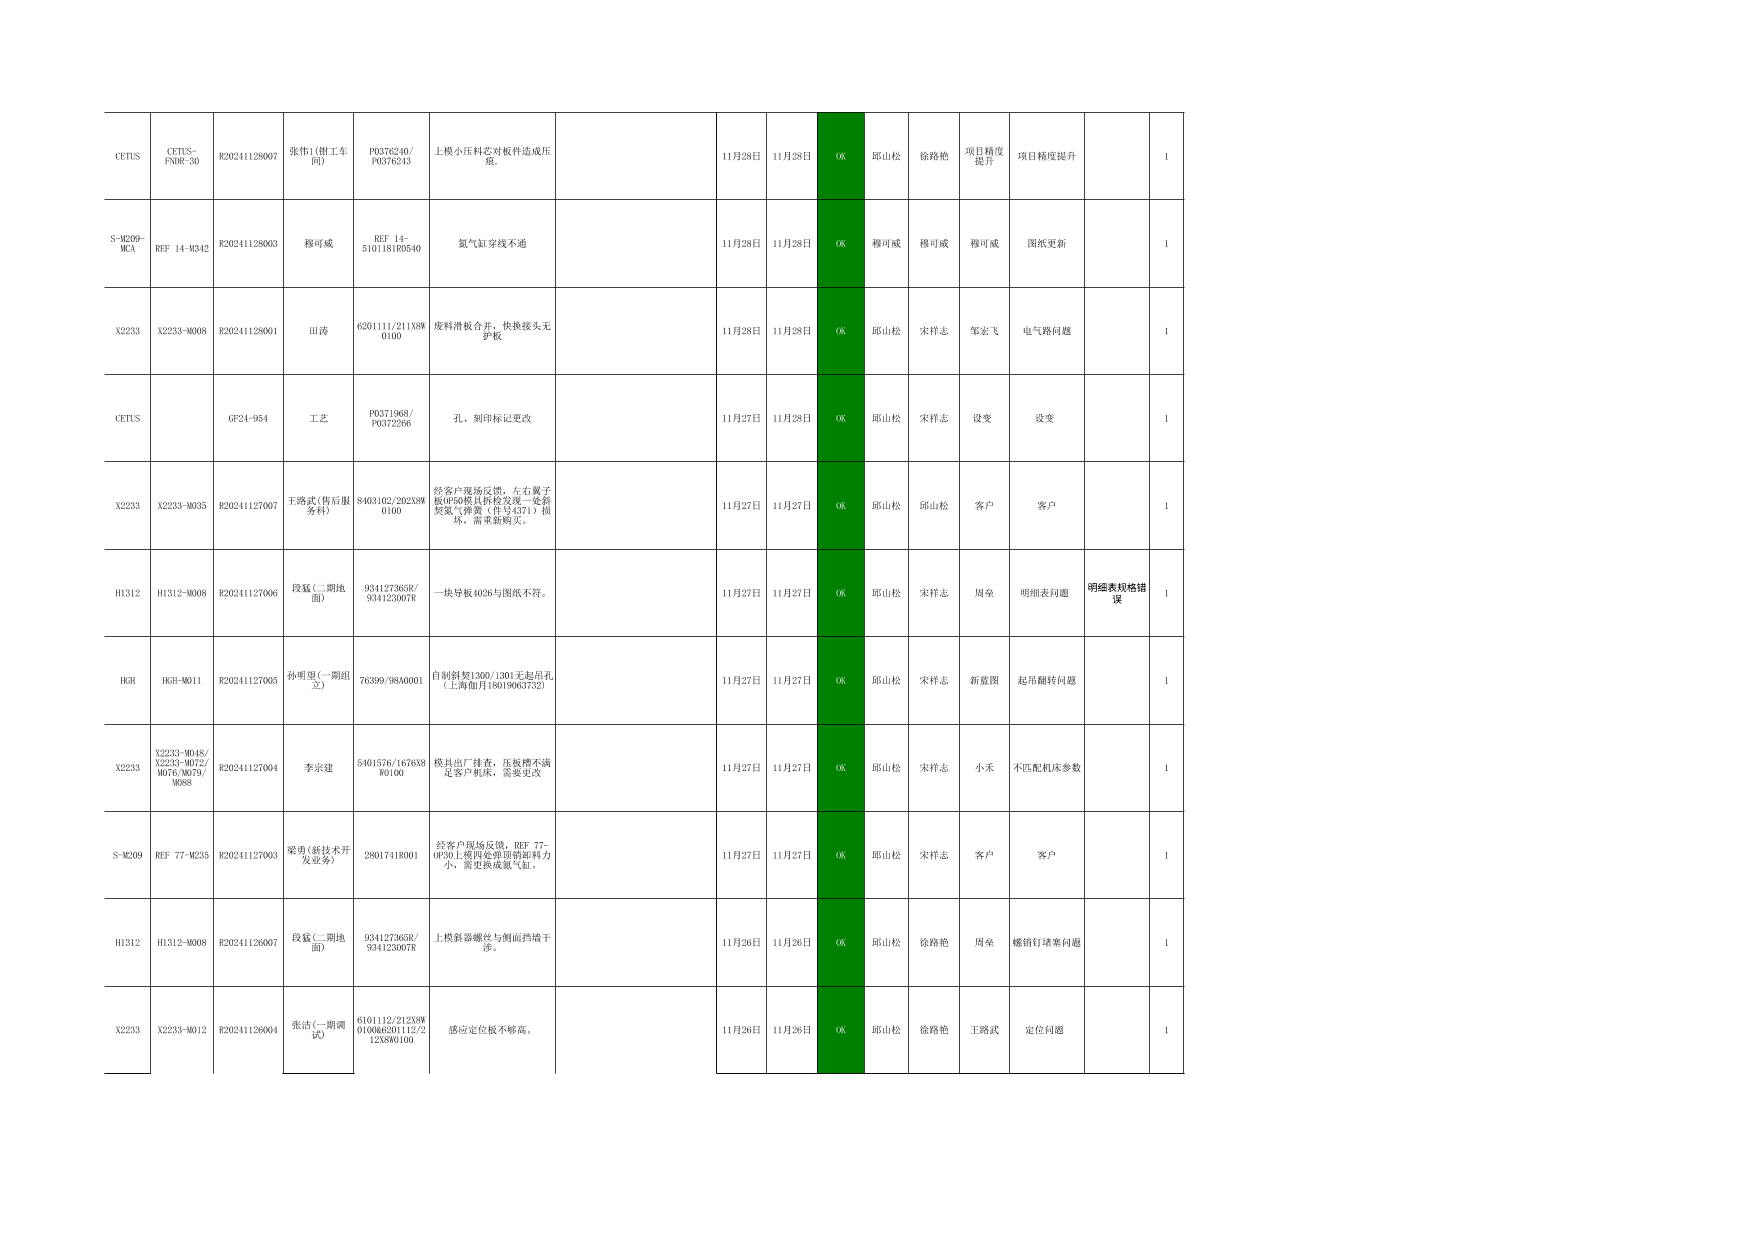 CETUS CETUS-FNDR-30 R20241128007 张伟1(钳工车间) P0376240/P0376243 上模小压料芯对板件造成压痕. 11月28日 11月28日 OK 邱山松 徐路艳 项目精度提升 项目精度提升 1
S-M209-MCA REF 14-M342 R20241128003 穆可威 REF 14-5101181R0540 氮气缸穿线不通 11月28日 11月28日 OK 穆可威 穆可威 穆可威 图纸更新 1
X2233 X2233-M008 R20241128001 田涛 6201111/211X8W0100 废料滑板合并，快换接头无护板 11月28日 11月28日 OK 邱山松 宋祥志 邹宏飞 电气路问题 1
CETUS GF24-954 工艺 P0371968/P0372266 孔、刻印标记更改 11月27日 11月28日 OK 邱山松 宋祥志 设变 设变 1
X2233 X2233-M035 R20241127007 王路武(售后服务科) 8403102/202X8W0100 经客户现场反馈，左右翼子板OP50模具拆检发现一处斜契氮气弹簧（件号4371）损坏，需重新购买。 11月27日 11月27日 OK 邱山松 邱山松 客户 客户 1
H1312 H1312-M008 R20241127006 段猛(二期地面) 934127365R/934123007R 一块导板4026与图纸不符。 11月27日 11月27日 OK 邱山松 宋祥志 周垒 明细表问题 明细表规格错误 1
HGH HGH-M011 R20241127005 孙明望(一期组立) 76399/98A0001 自制斜契1300/1301无起吊孔（上海伽月18019063732) 11月27日 11月27日 OK 邱山松 宋祥志 新蓝图 起吊翻转问题 1
X2233 X2233-M048/X2233-M072/M076/M079/M088 R20241127004 李宗建 5401576/1676X8W0100 模具出厂排查，压板槽不满足客户机床，需要更改 11月27日 11月27日 OK 邱山松 宋祥志 小禾 不匹配机床参数 1
S-M209 REF 77-M235 R20241127003 梁勇(新技术开发业务) 2801741R001 经客户现场反馈，REF 77-OP30上模四处弹顶销卸料力小，需更换成氮气缸。 11月27日 11月27日 OK 邱山松 宋祥志 客户 客户 1
H1312 H1312-M008 R20241126007 段猛(二期地面) 934127365R/934123007R 上模斜器螺丝与侧面挡墙干涉。 11月26日 11月26日 OK 邱山松 徐路艳 周垒 螺销钉堵塞问题 1
X2233 X2233-M012 R20241126004 张洁(一期调试) 6101112/212X8W0100&6201112/212X8W0100 感应定位板不够高。 11月26日 11月26日 OK 邱山松 徐路艳 王路武 定位问题 1